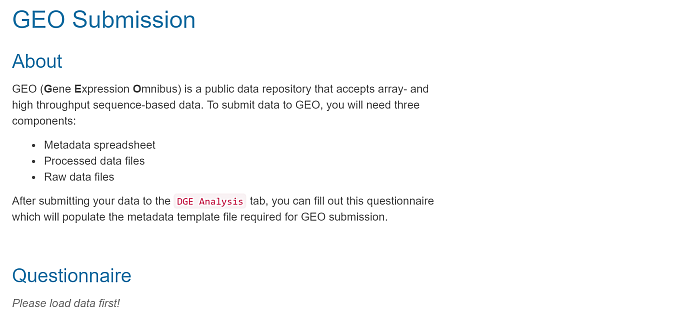 GEO Submission
About
GEO (Gene Expression Omnibus) is a public data repository that accepts array- and
high throughput sequence-based data. To submit data to GEO, you will need three
components:
• Metadata spreadsheet
• Processed data files
• Raw data files
After submitting your data to the DGE Analysis tab, you can fill out this questionnaire
which will populate the metadata template file required for GEO submission.
Questionnaire
Please load data first!